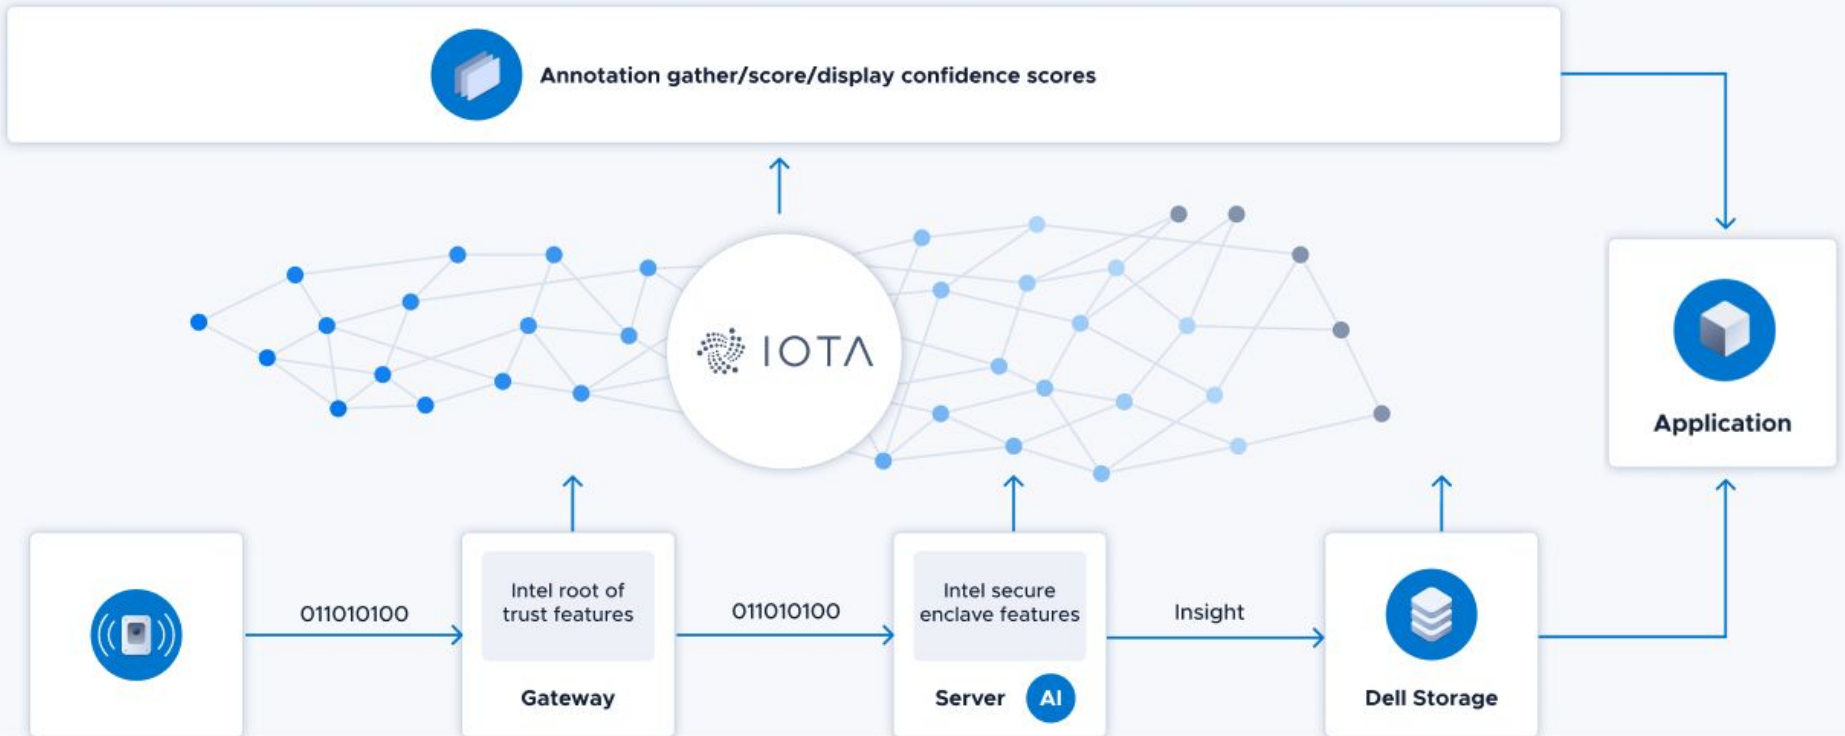 Annotation gather/score/display confidence scores
IOTA
Application
011010100
Intel root of
trust features
Gateway
011010100
Intel secure
enclave features
Server
AI
Insight
Dell Storage